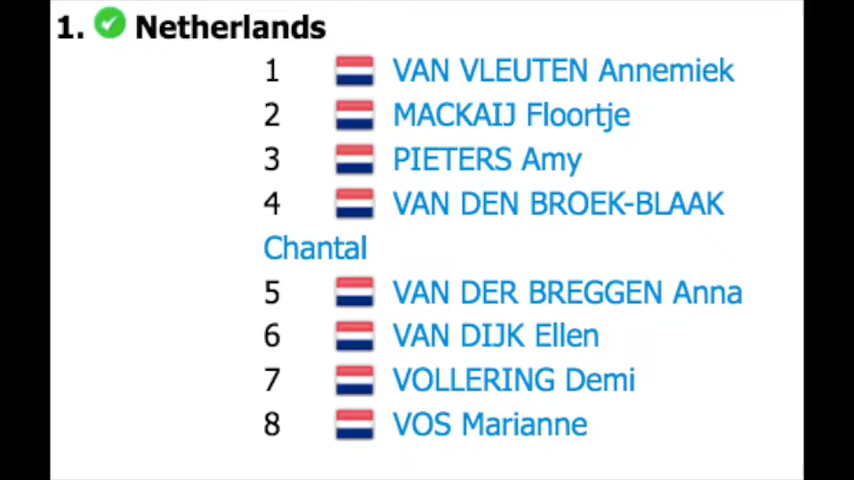 1. Netherlands
1 VAN VLEUTEN Annemiek
2 MACKAIJ Floortje
3 PIETERS Amy
4 VAN DEN BROEK-BLAAK
Chantal
5 VAN DER BREGGEN Anna
6 VAN DIJK Ellen
7 VOLLERING Demi
8 VOS Marianne